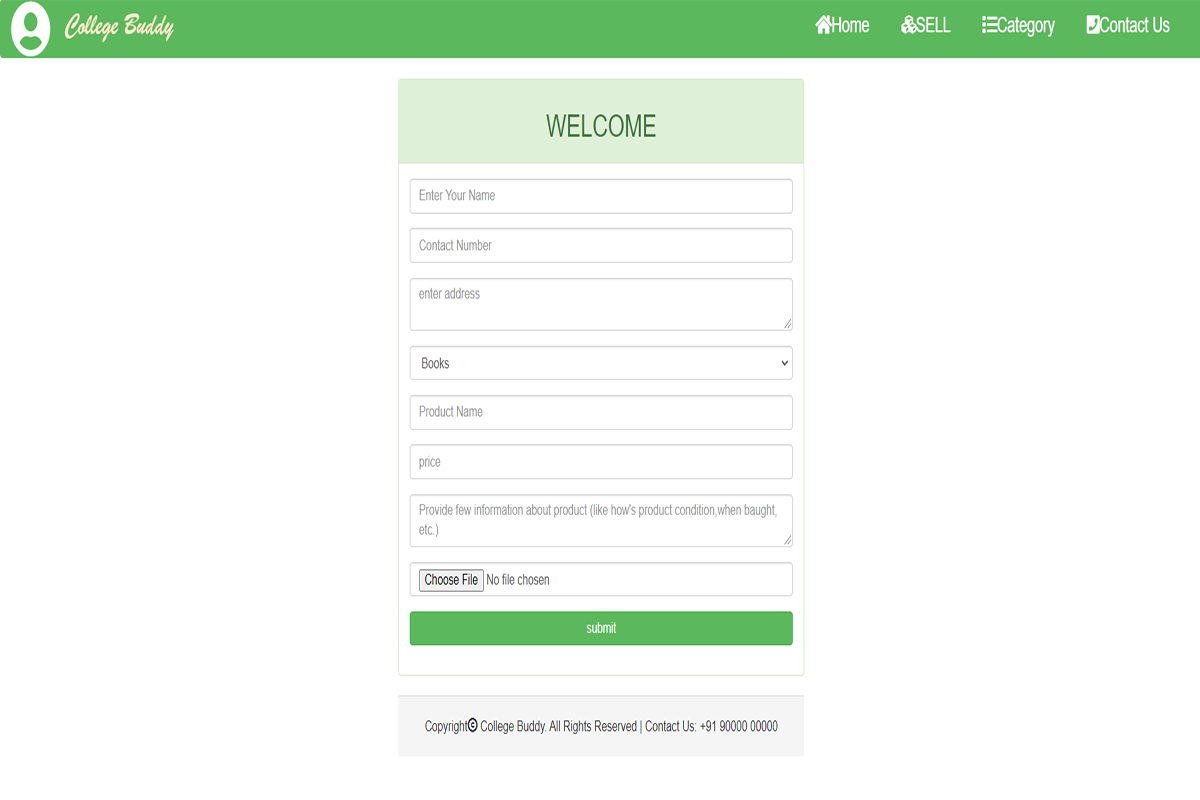 College Buddy
Home SELL Category Contact Us
WELCOME
Enter Your Name
Contact Number
enter address
Books
Product Name
price
Provide few information about product (like how's product condition,when baught,
etc.)
Choose File No file chosen
submit
Copyright© College Buddy. All Rights Reserved | Contact Us: +91 90000 00000